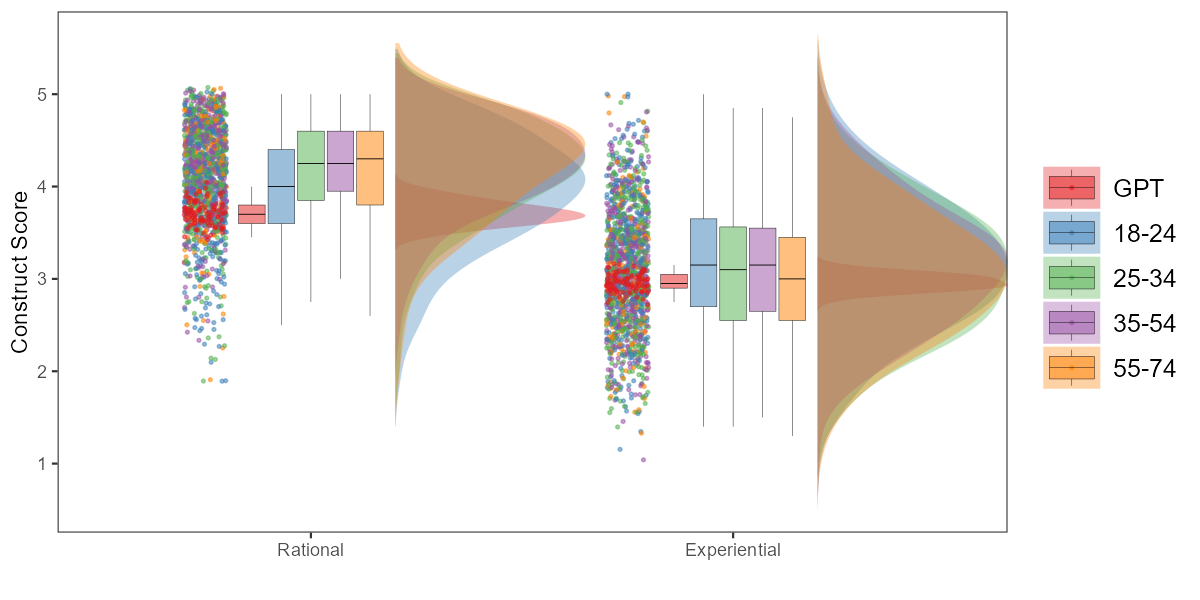 Construct Score
5
4
3
2
1
Rational
Experiential
GPT
18-24
25-34
35-54
55-74